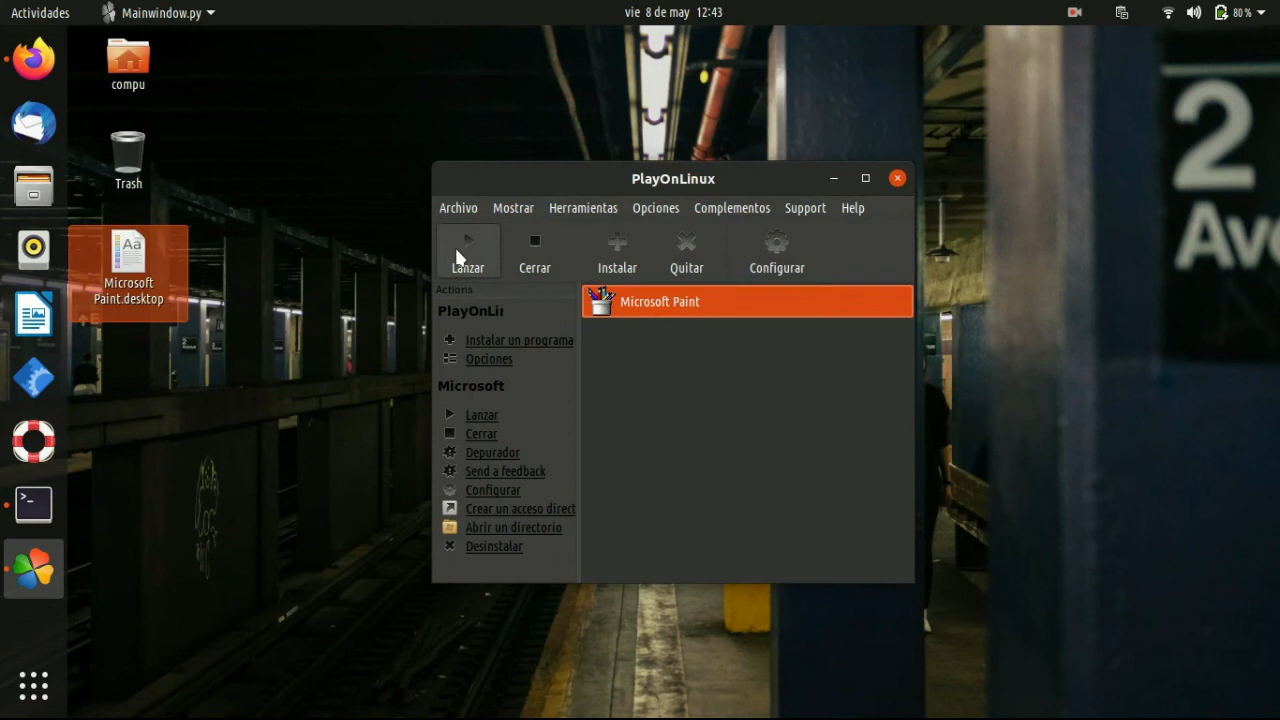 Actividades
Mainwindow.py
vie 8 de may 12:43
80 %
compu
Trash
Aa
Microsoft
Paint.desktop
PlayOnLinux
Archivo Mostrar Herramientas Opciones Complementos Support Help
Lanzar Cerrar Instalar Quitar Configurar
Actions
PlayOnLi
Instalar un programa
Opciones
Microsoft
Lanzar
Cerrar
Depurador
Send a feedback
Configurar
Crear un acceso direct
Abrir un directorio
Desinstalar
Microsoft Paint
>_
2
Av